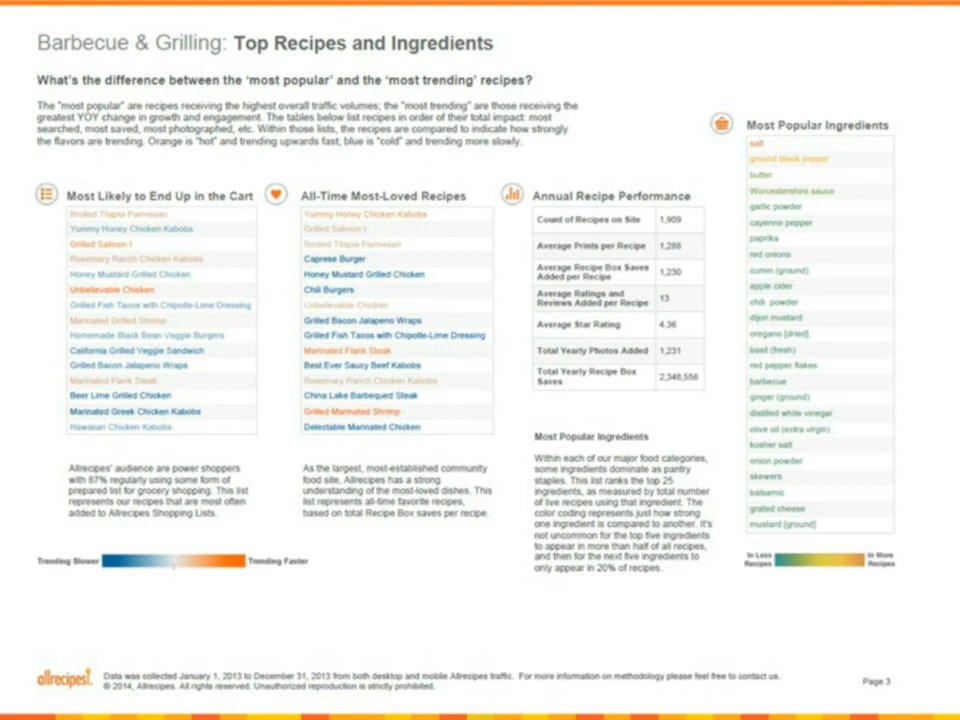 Barbecue & Grilling: Top Recipes and Ingredients
What's the difference between the 'most popular' and the 'most trending' recipes?
The "most popular" are recipes receiving the highest overall traffic volumes; the "most trending" are those receiving the
greatest YOY change in growth and engagement. The tables below list recipes in order of their total impact: most
searched, most saved, most photographed, etc. Within those lists, the recipes are compared to indicate how strongly
the flavors are trending. Orange is "hot" and trending upwards fast; blue is "cold" and trending more slowly.
Most Likely to End Up in the Cart
Broiled Tilapia Parmesan
Yummy Honey Chicken Kabobs
Grilled Salmon I
Rosemary Ranch Chicken Kabobs
Honey Mustard Grilled Chicken
Unbelievable Chicken
Grilled Fish Tacos with Chipotle-Lime Dressing
Marinated Grilled Shrimp
Homemade Black Bean Veggie Burgers
California Grilled Veggie Sandwich
Grilled Bacon Jalapeno Wraps
Marinated Flank Steak
Beer Lime Grilled Chicken
Marinated Greek Chicken Kabobs
Hawaiian Chicken Kabobs
Allrecipes' audience are power shoppers
with 87% regularly using some form of
prepared list for grocery shopping. This list
represents our recipes that are most often
added to Allrecipes Shopping Lists.
Trending Slower
Trending Faster
All-Time Most-Loved Recipes
Yummy Honey Chicken Kabobs
Grilled Salmon I
Broiled Tilapia Parmesan
Caprese Burger
Honey Mustard Grilled Chicken
Chili Burgers
Unbelievable Chicken
Grilled Bacon Jalapeno Wraps
Grilled Fish Tacos with Chipotle-Lime Dressing
Marinated Flank Steak
Best Ever Saucy Beef Kabobs
Rosemary Ranch Chicken Kabobs
China Lake Barbequed Steak
Grilled Marinated Shrimp
Delectable Marinated Chicken
As the largest, most-established community
food site, Allrecipes has a strong
understanding of the most-loved dishes. This
list represents all-time favorite recipes,
based on total Recipe Box saves per recipe.
Annual Recipe Performance
Count of Recipes on Site 1,909
Average Prints per Recipe 1,288
Average Recipe Box Saves
Added per Recipe 1,230
Average Ratings and
Reviews Added per Recipe 13
Average Star Rating 4.36
Total Yearly Photos Added 1,231
Total Yearly Recipe Box
Saves 2,348,556
Most Popular Ingredients
Within each of our major food categories,
some ingredients dominate as pantry
staples. This list ranks the top 25
ingredients, as measured by total number
of live recipes using that ingredient. The
color coding represents just how strong
one ingredient is compared to another. It's
not uncommon for the top five ingredients
to appear in more than half of all recipes,
and then for the next five ingredients to
only appear in 20% of recipes.
Most Popular Ingredients
salt
ground black pepper
butter
Worcestershire sauce
garlic powder
cayenne pepper
paprika
red onions
cumin (ground)
apple cider
chili powder
dijon mustard
oregano [dried]
basil (fresh)
red pepper flakes
barbecue
ginger (ground)
distilled white vinegar
olive oil (extra virgin)
kosher salt
onion powder
skewers
balsamic
grated cheese
mustard [ground]
In Less
Recipes
In More
Recipes
allrecipes!.
Data was collected January 1, 2013 to December 31, 2013 from both desktop and mobile Allrecipes traffic. For more information on methodology please feel free to contact us.
© 2014, Allrecipes. All rights reserved. Unauthorized reproduction is strictly prohibited.
Page 3